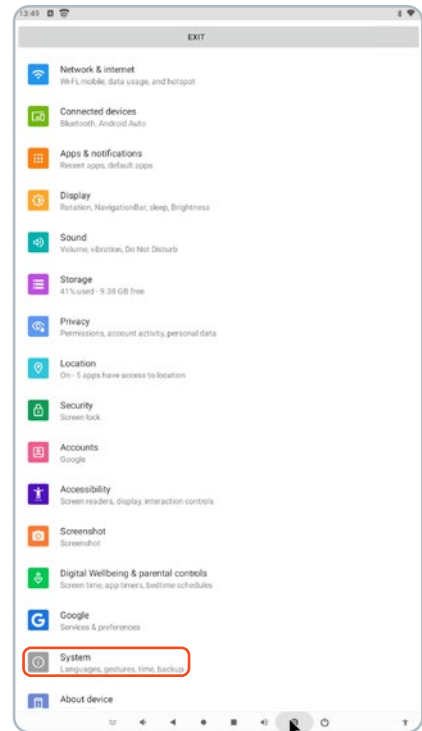 13:49
EXIT
Network & internet
Wi-Fi, mobile, data usage, and hotspot
Connected devices
Bluetooth, Android Auto
Apps & notifications
Recent apps, default apps
Display
Rotation, NavigationBar, sleep, Brightness
Sound
Volume, vibration, Do Not Disturb
Storage
41% used - 9.38 GB free
Privacy
Permissions, account activity, personal data
Location
On - 5 apps have access to location
Security
Screen lock
Accounts
Google
Accessibility
Screen readers, display, interaction controls
Screenshot
Screenshot
Digital Wellbeing & parental controls
Screen time, app timers, bedtime schedules
Google
Services & preferences
System
Languages, gestures, time, backup
About device